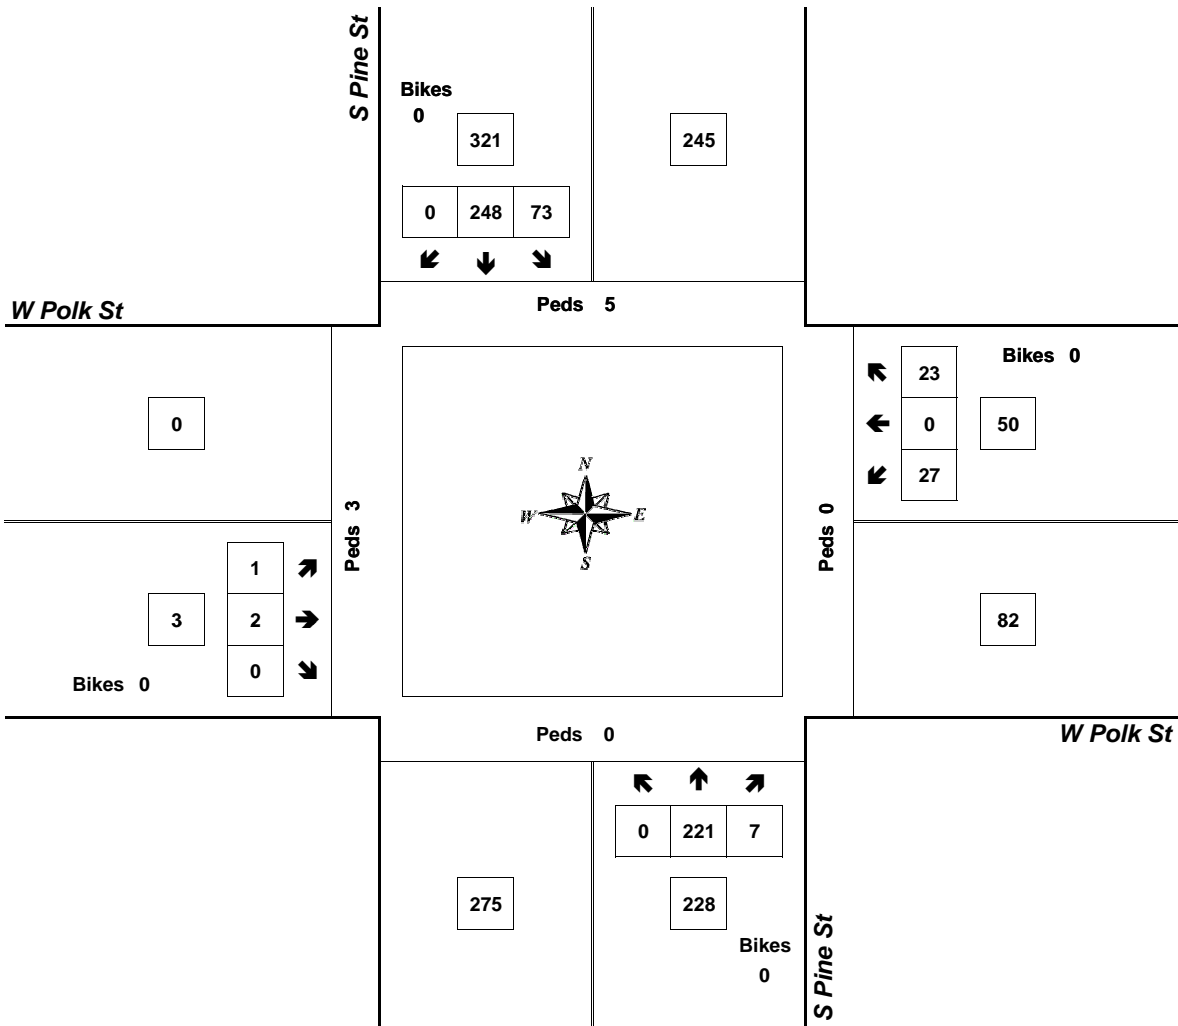 S Pine St
Bikes
0
321
245
0 248 73
Peds 5
W Polk St
Bikes 0
23
0
0
50
27
N
W E
S
Peds 3
Peds 0
1
3
2
82
0
Bikes 0
Peds 0
W Polk St
0 221 7
275
228
Bikes
0
S Pine St